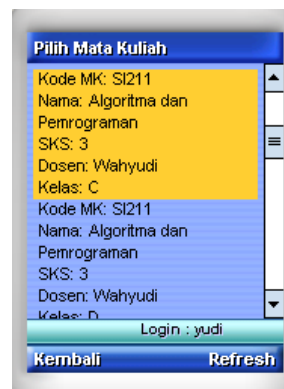 Pilih Mata Kuliah
Kode MK: SI211
Nama: Algoritma dan
Pemrograman
SKS: 3
Dosen: Wahyudi
Kelas: C
Kode MK: SI211
Nama: Algoritma dan
Pemrograman
SKS: 3
Dosen: Wahyudi
Kelas: D
Login : yudi
Kembali Refresh